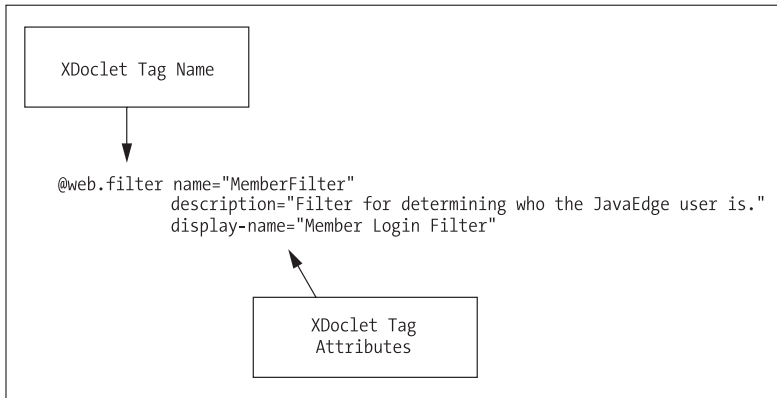 XDoclet Tag Name
@web.filter name="MemberFilter"
description="Filter for determining who the JavaEdge user is."
display-name="Member Login Filter"
XDoclet Tag
Attributes